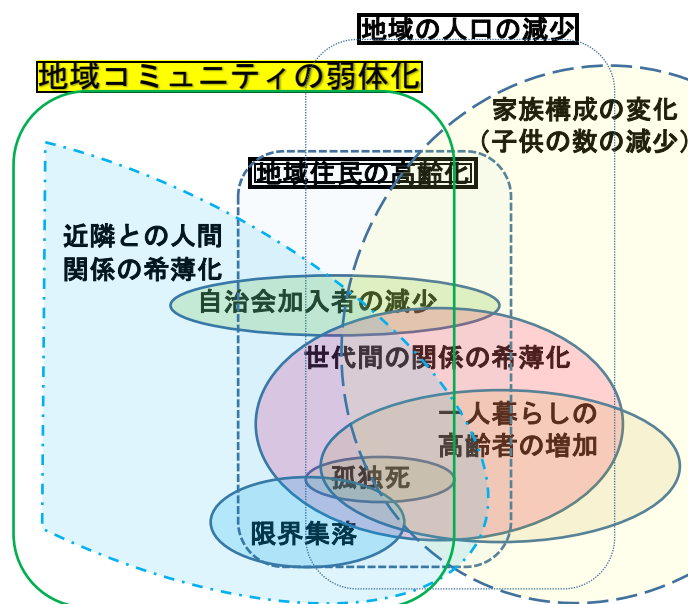 地域の人口の減少
地域コミュニティの弱体化
家族構成の変化
（子供の数の減少）
地域住民の高齢化
近隣との人間
関係の希薄化
自治会加入者の減少
世代間の関係の希薄化
一人暮らしの
高齢者の増加
孤独死
限界集落